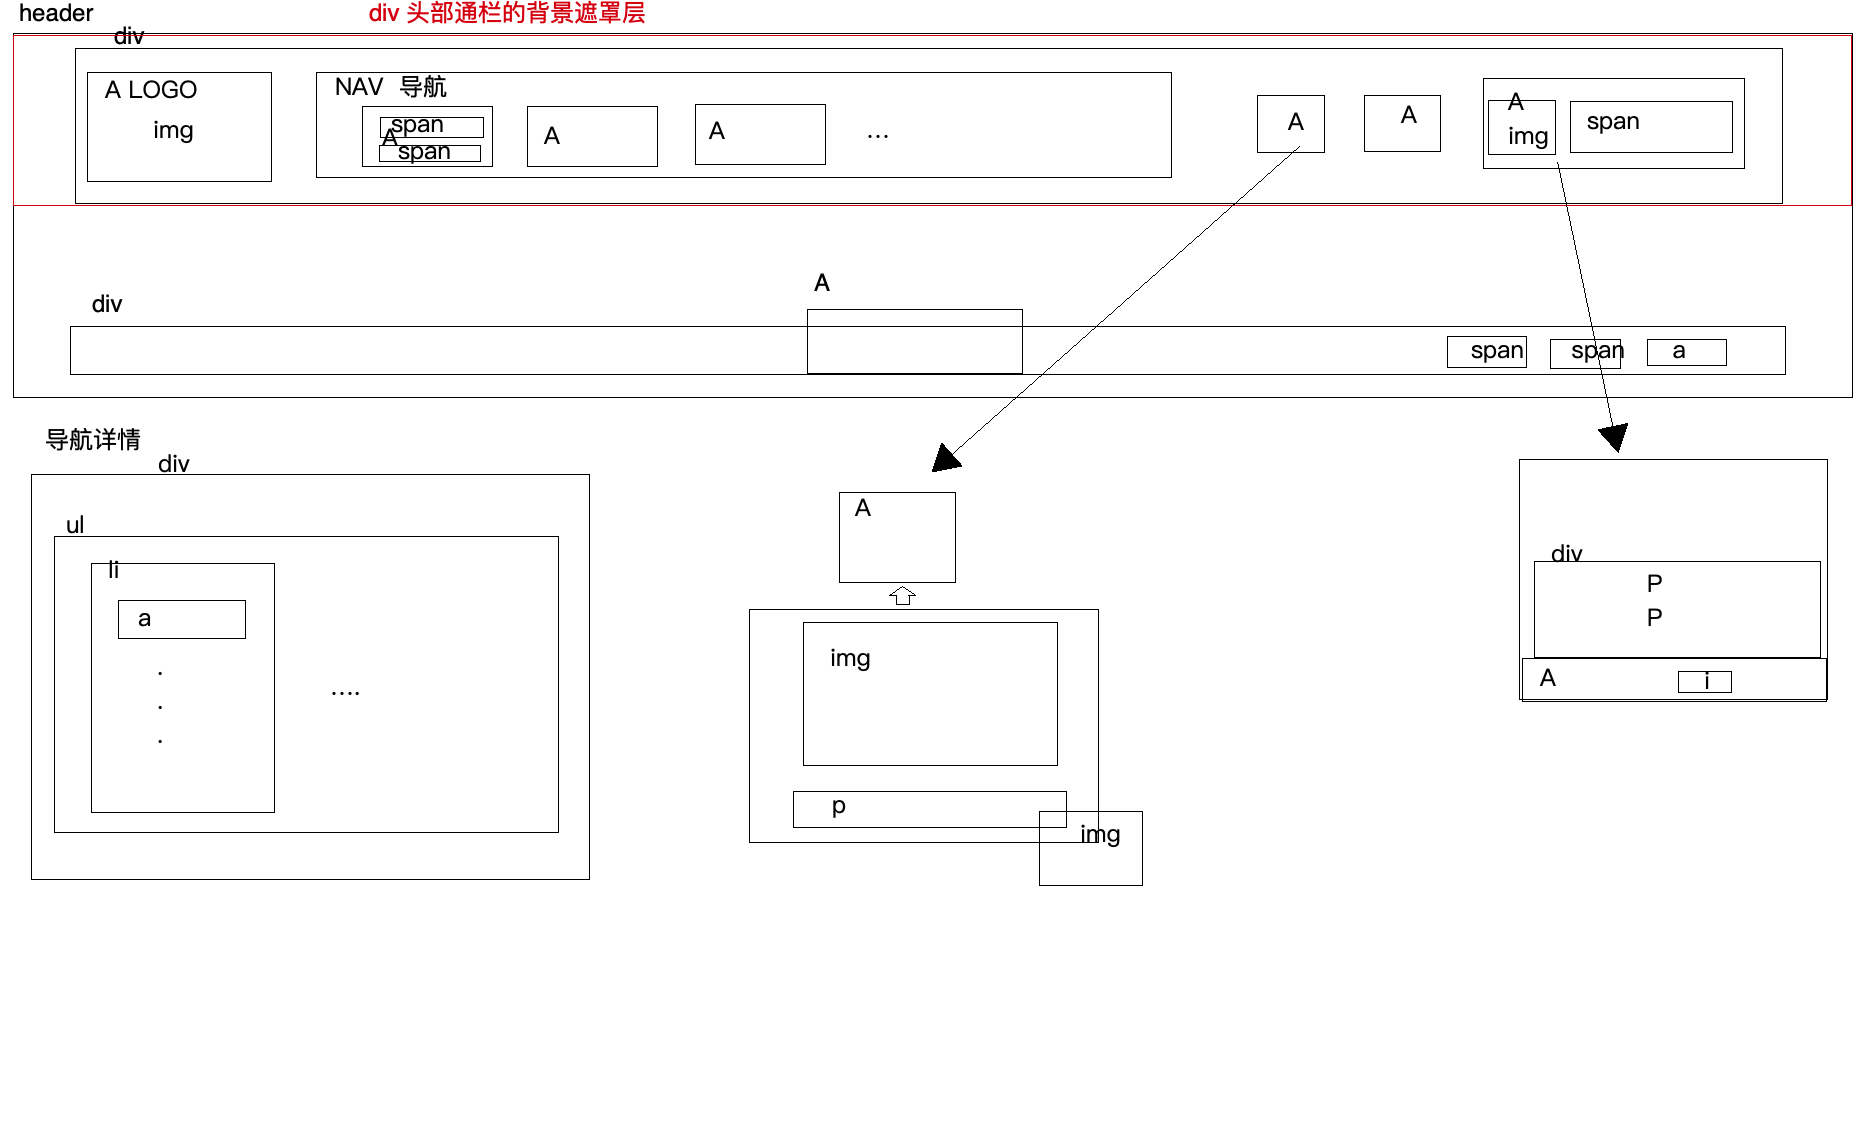 header
div 头部通栏的背景遮罩层
div
A LOGO
img
NAV 导航
span
A
span
A
A
...
A
A
A
img
span
A
div
span
span
a
导航详情
div
ul
li
a
.
.
.
....
A
img
p
img
div
P
P
A
i